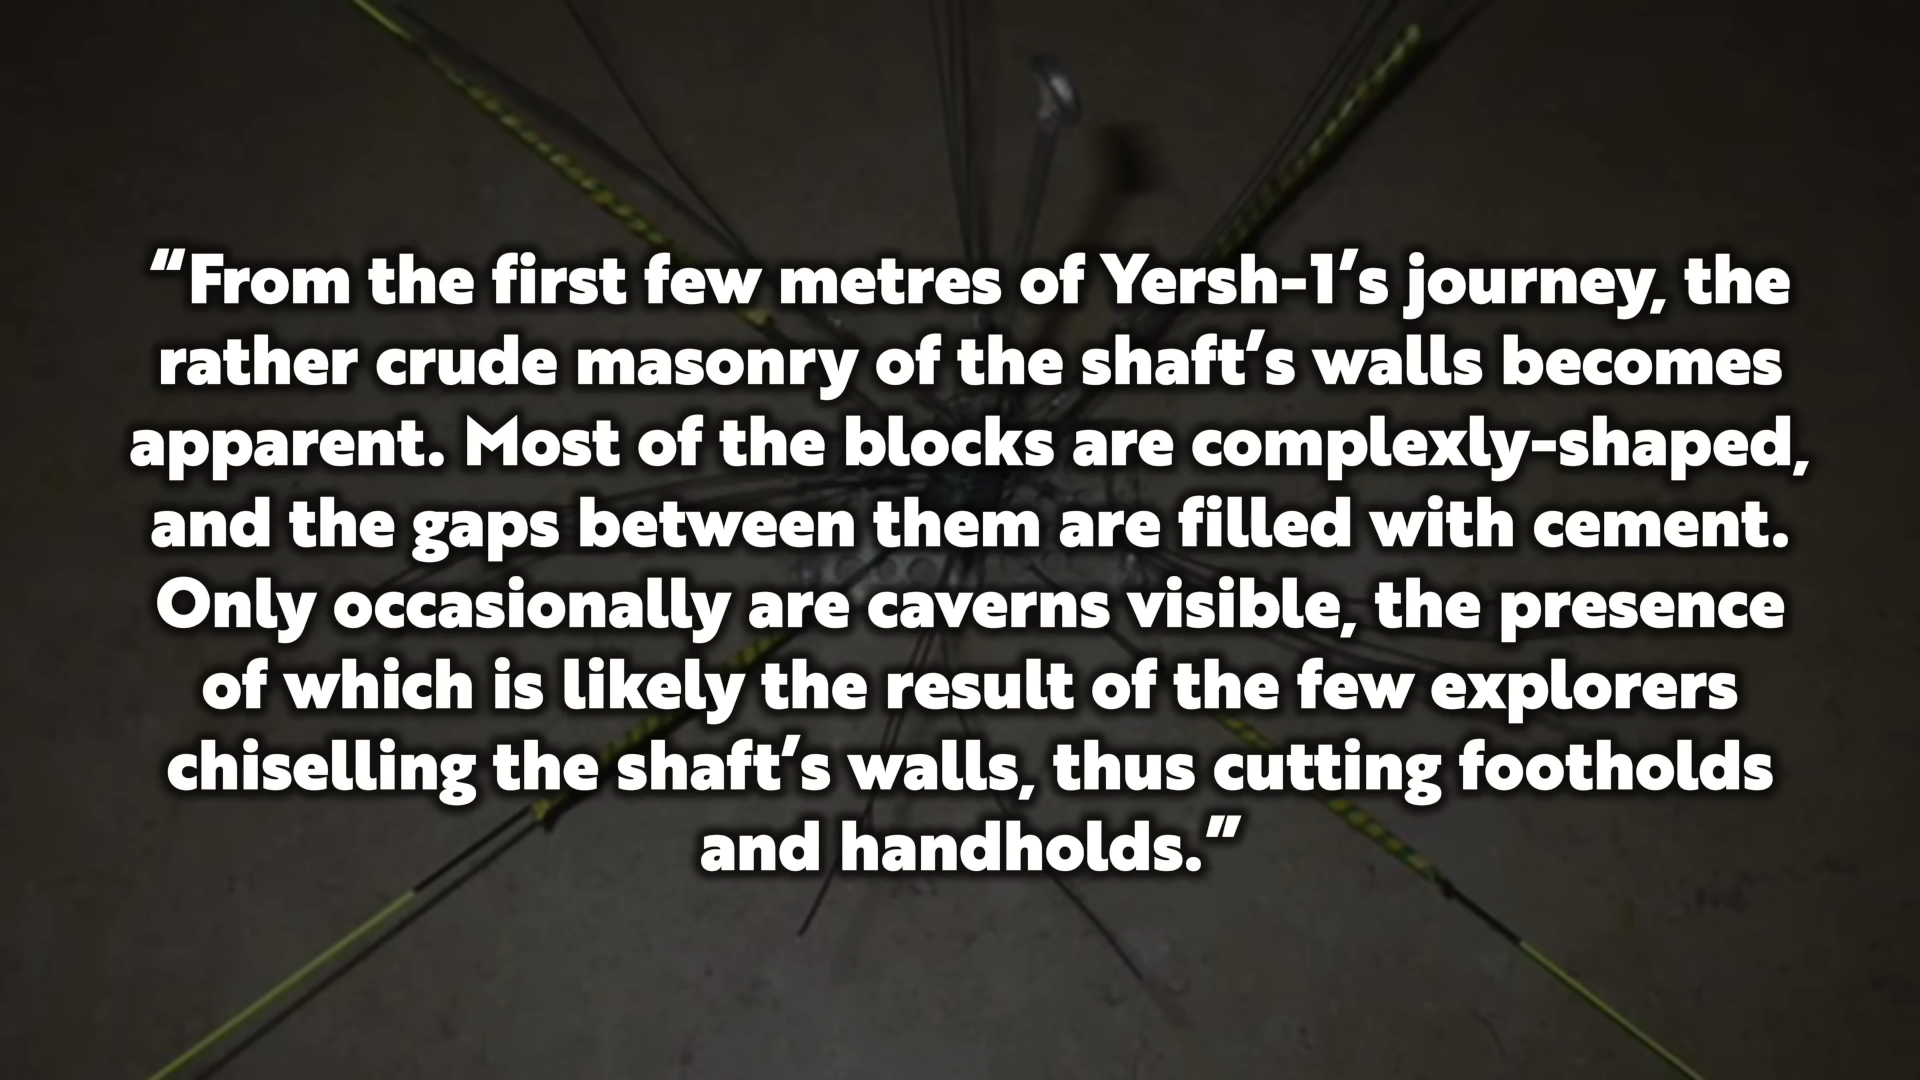 “From the first few metres of Yersh-1’s journey, the
rather crude masonry of the shaft’s walls becomes
apparent. Most of the blocks are complexly-shaped,
and the gaps between them are filled with cement.
Only occasionally are caverns visible, the presence
of which is likely the result of the few explorers
chiselling the shaft’s walls, thus cutting footholds
and handholds.”